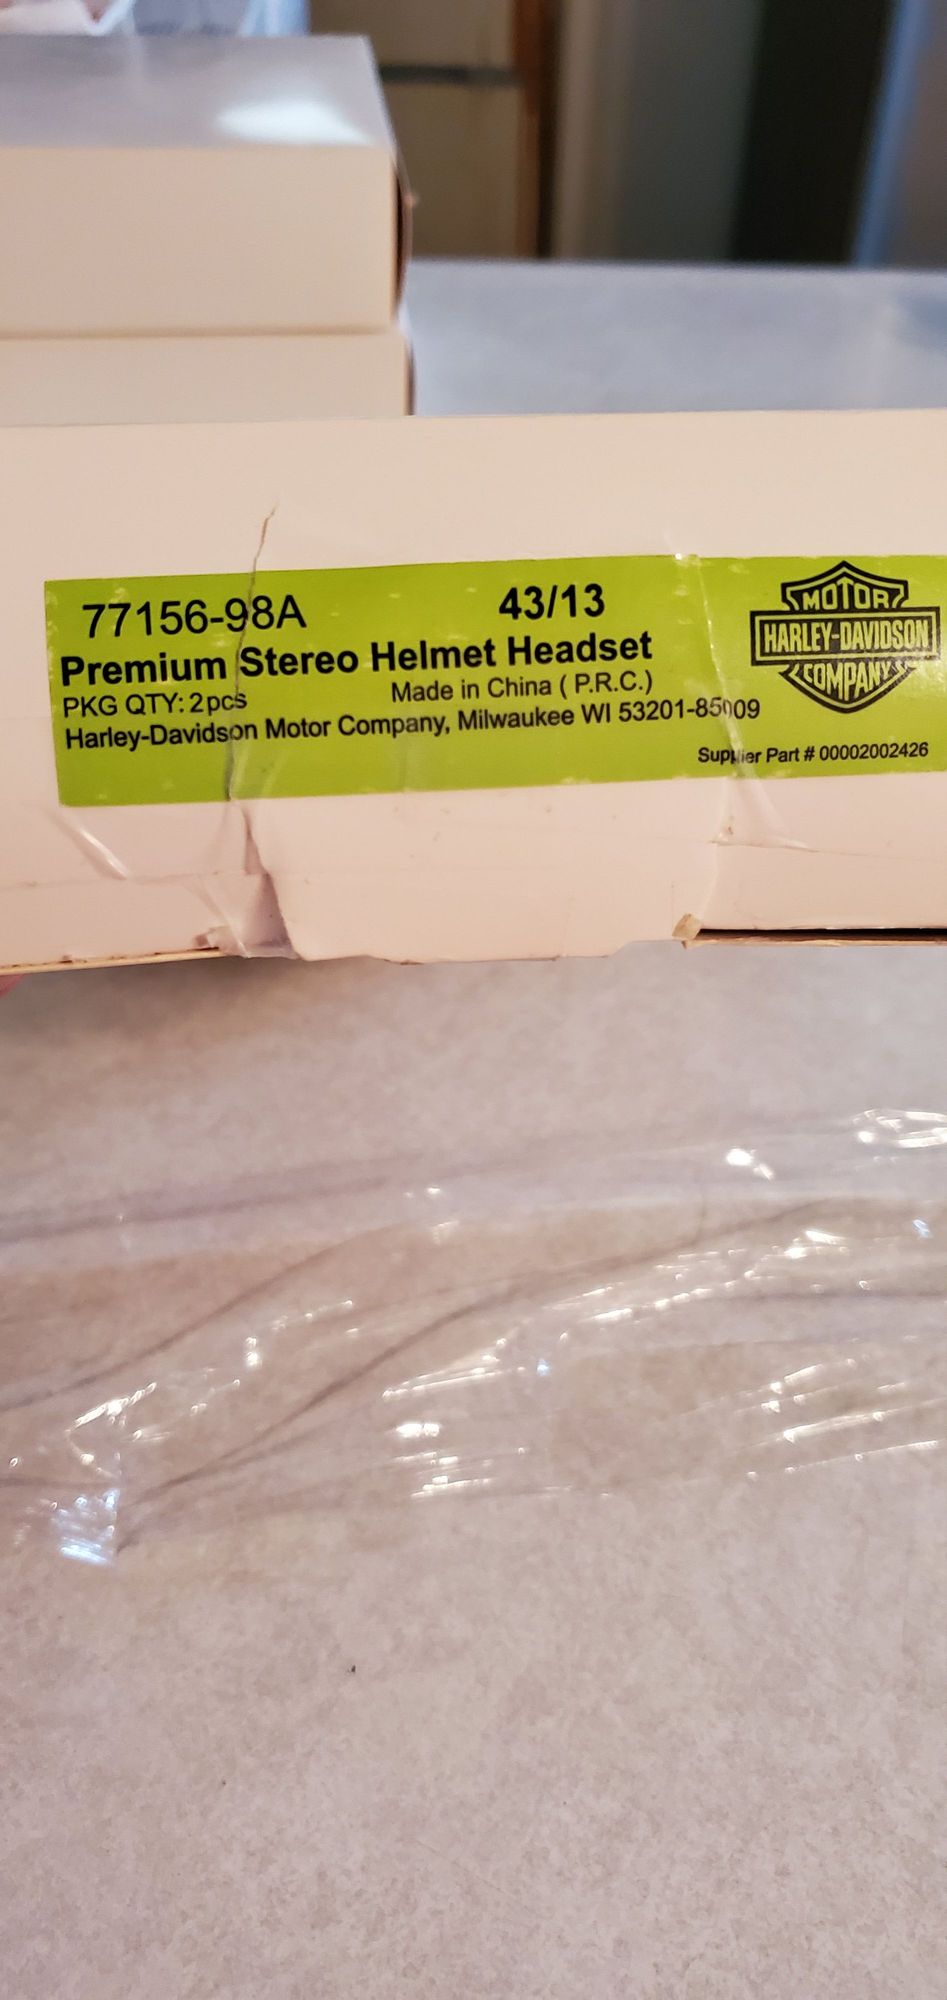 77156-98A 43/13
Premium Stereo Helmet Headset
PKG QTY: 2pcs Made in China ( P.R.C.)
Harley-Davidson Motor Company, Milwaukee WI 53201-85009
Supplier Part # 00002002426
MOTOR
HARLEY-DAVIDSON
COMPANY